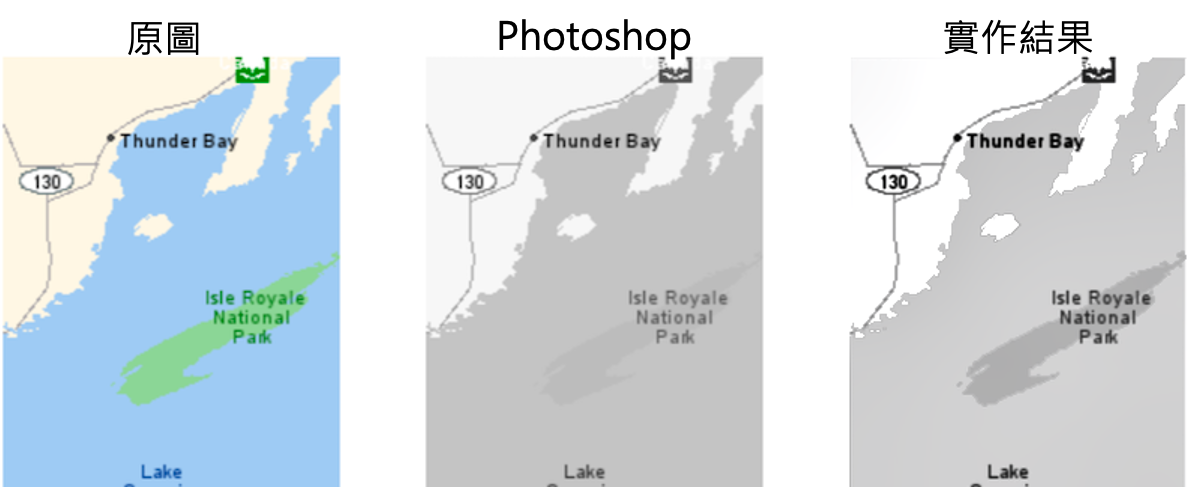 原圖
Photoshop
實作結果
Thunder Bay
130
Isle Royale
National
Park
Lake
Thunder Bay
130
Isle Royale
National
Park
Lake
Thunder Bay
130
Isle Royale
National
Park
Lake